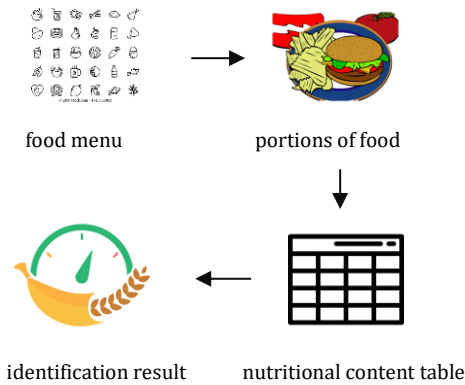 food menu
portions of food
identification result
nutritional content table